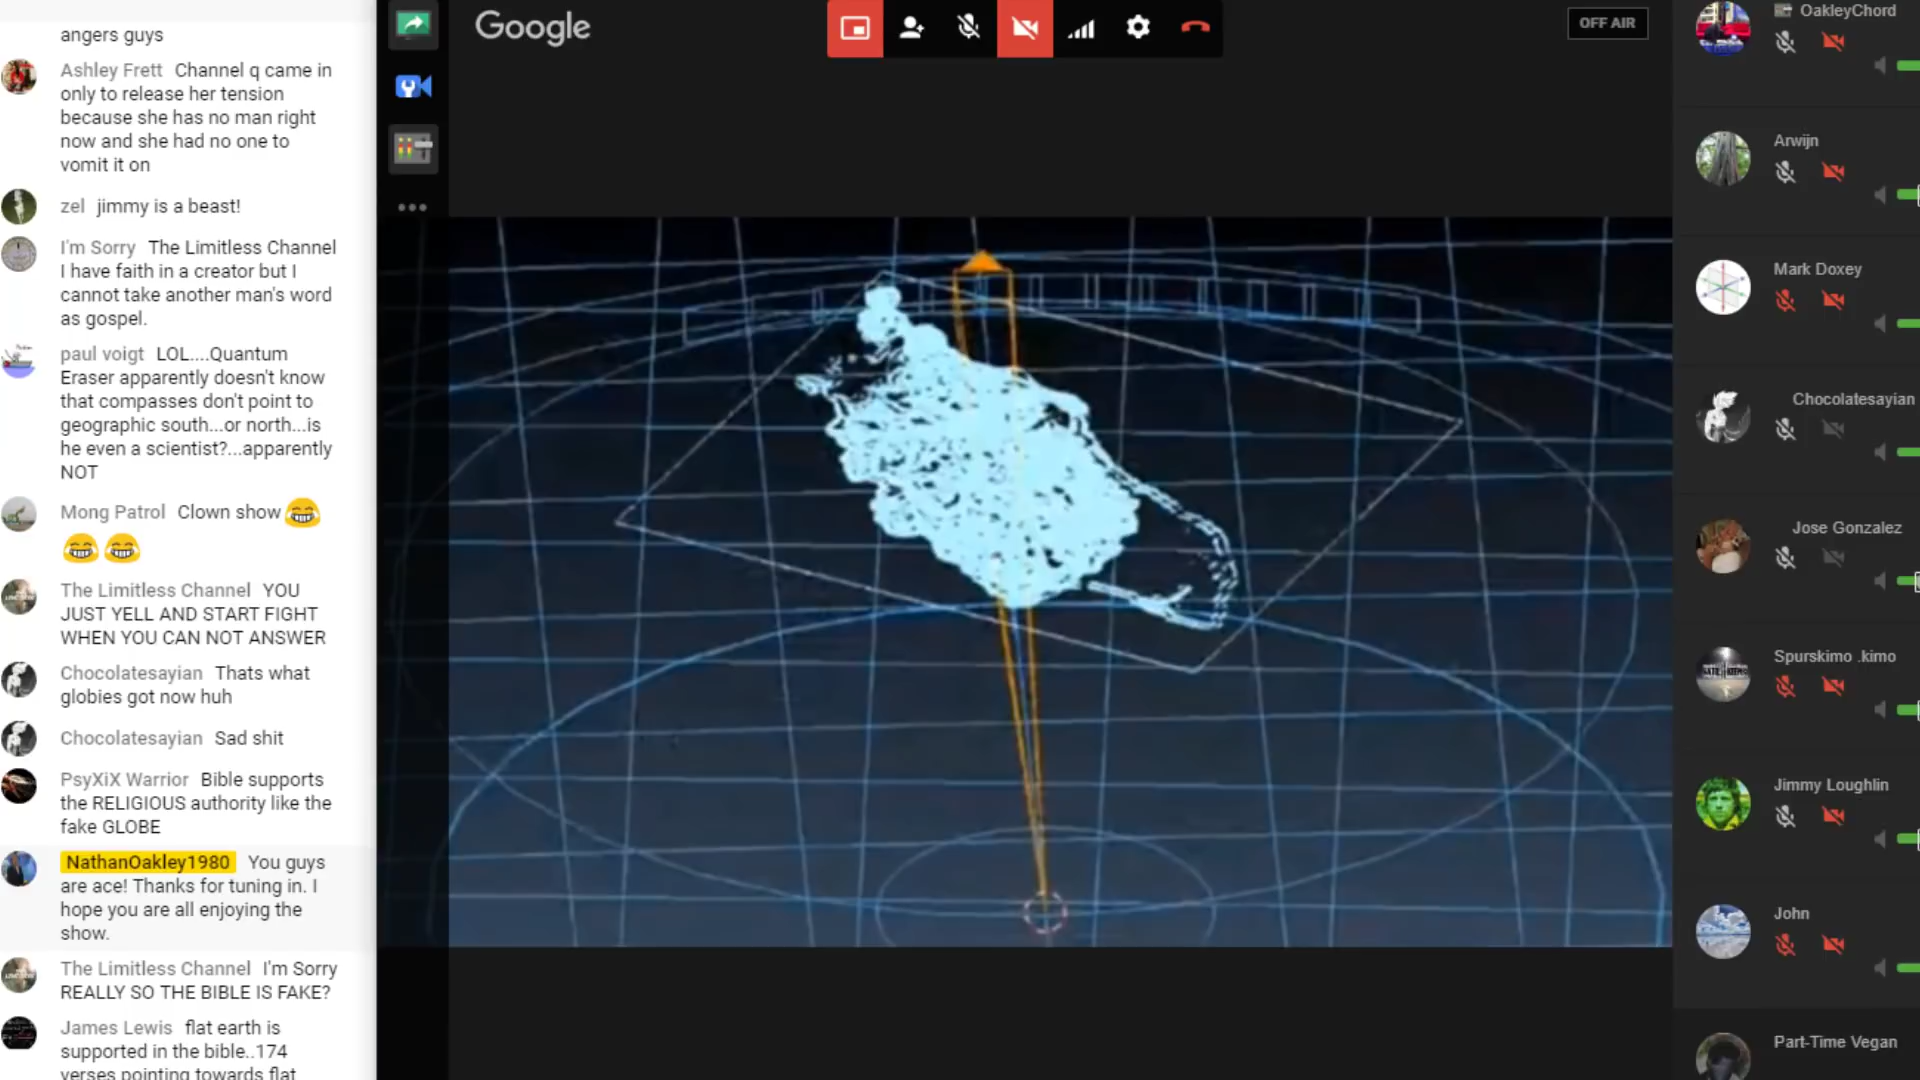 angers guys
Ashley Frett Channel q came in
only to release her tension
because she has no man right
now and she had no one to
vomit it on
zel jimmy is a beast!
I'm Sorry The Limitless Channel
I have faith in a creator but I
cannot take another man's word
as gospel.
paul voigt LOL....Quantum
Eraser apparently doesn't know
that compasses don't point to
geographic south...or north...is
he even a scientist?...apparently
NOT
Mong Patrol Clown show
The Limitless Channel YOU
JUST YELL AND START FIGHT
WHEN YOU CAN NOT ANSWER
Chocolatesayian Thats what
globies got now huh
Chocolatesayian Sad shit
PsyXiX Warrior Bible supports
the RELIGIOUS authority like the
fake GLOBE
NathanOakley1980 You guys
are ace! Thanks for tuning in. I
hope you are all enjoying the
show.
The Limitless Channel I'm Sorry
REALLY SO THE BIBLE IS FAKE?
James Lewis flat earth is
supported in the bible..174
verses pointing towards flat
Google
OFF AIR
OakleyChord
Arwijn
Mark Doxey
Chocolatesayian
Jose Gonzalez
Spurskimo .kimo
Jimmy Loughlin
John
Part-Time Vegan